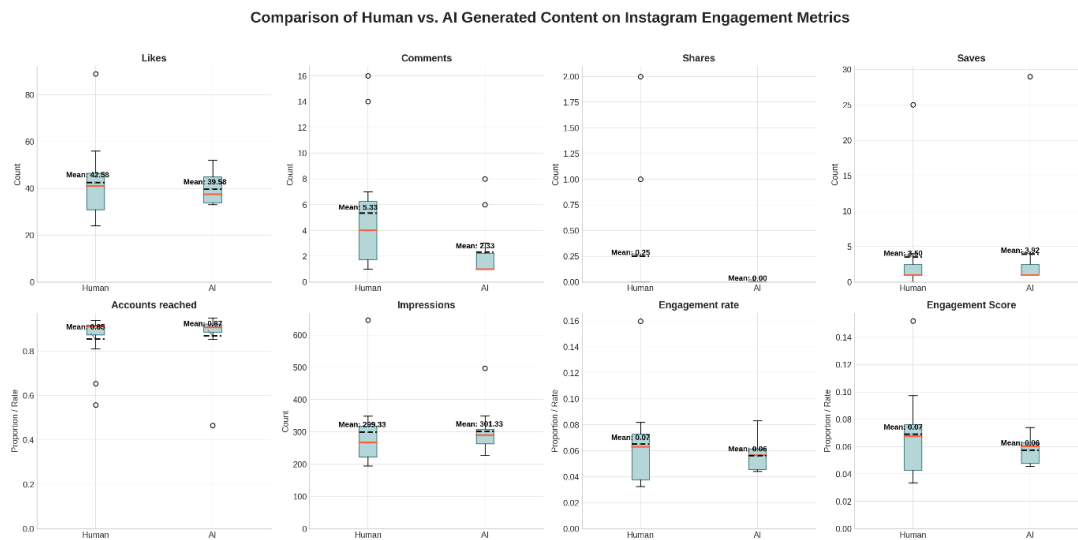 Comparison of Human vs. AI Generated Content on Instagram Engagement Metrics
Likes
Count
80
60
40
20
0
Mean: 42.58
Mean: 39.58
Human
AI
Comments
Count
16
14
12
10
8
6
4
2
0
Mean: 5.33
Mean: 2.33
Human
AI
Shares
Count
2.00
1.75
1.50
1.25
1.00
0.75
0.50
0.25
0.00
Mean: 0.25
Mean: 0.00
Human
AI
Saves
Count
30
25
20
15
10
5
0
Mean: 3.50
Mean: 3.92
Human
AI
Accounts reached
Proportion / Rate
0.8
0.6
0.4
0.2
0.0
Mean: 0.85
Mean: 0.87
Human
AI
Impressions
Count
600
500
400
300
200
100
0
Mean: 299.33
Mean: 301.33
Human
AI
Engagement rate
Proportion / Rate
0.16
0.14
0.12
0.10
0.08
0.06
0.04
0.02
0.00
Mean: 0.07
Mean: 0.06
Human
AI
Engagement Score
Proportion / Rate
0.14
0.12
0.10
0.08
0.06
0.04
0.02
0.00
Mean: 0.07
Mean: 0.06
Human
AI